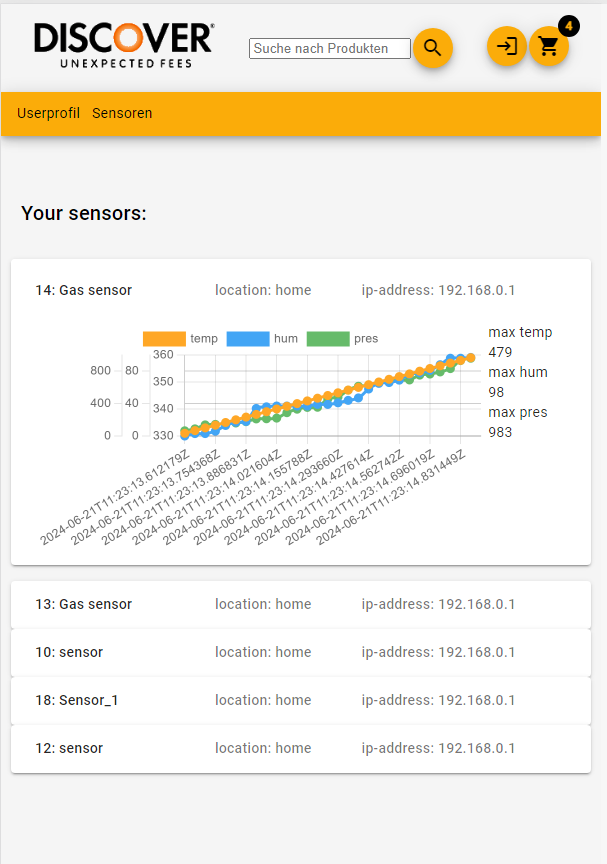 DISCOVER®
UNEXPECTED FEES
Suche nach Produkten
4
Userprofil Sensoren
Your sensors:
14: Gas sensor location: home ip-address: 192.168.0.1
temp hum pres
800 80 360
350
400 40 340
0 0 330
2024-06-21T11:23:13.612179Z
2024-06-21T11:23:13.754368Z
2024-06-21T11:23:13.886831Z
2024-06-21T11:23:14.021604Z
2024-06-21T11:23:14.155788Z
2024-06-21T11:23:14.293660Z
2024-06-21T11:23:14.427614Z
2024-06-21T11:23:14.562742Z
2024-06-21T11:23:14.696019Z
2024-06-21T11:23:14.831449Z
max temp
479
max hum
98
max pres
983
13: Gas sensor location: home ip-address: 192.168.0.1
10: sensor location: home ip-address: 192.168.0.1
18: Sensor_1 location: home ip-address: 192.168.0.1
12: sensor location: home ip-address: 192.168.0.1